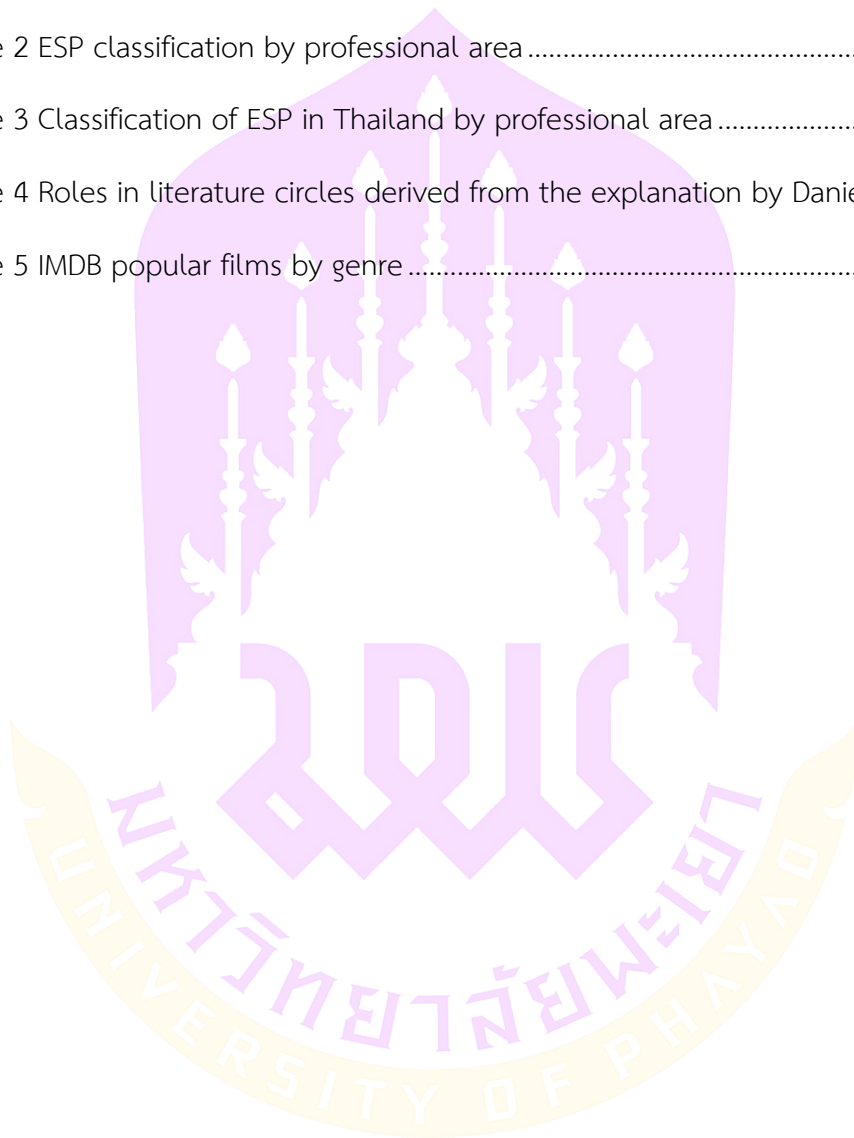 e 2 ESP classification by professional area
e 3 Classification of ESP in Thailand by professional area
e 4 Roles in literature circles derived from the explanation by Danie
e 5 IMDB popular films by genre
มหาวิทยาลัยพะเยา
UNIVERSITY OF PHAYAO